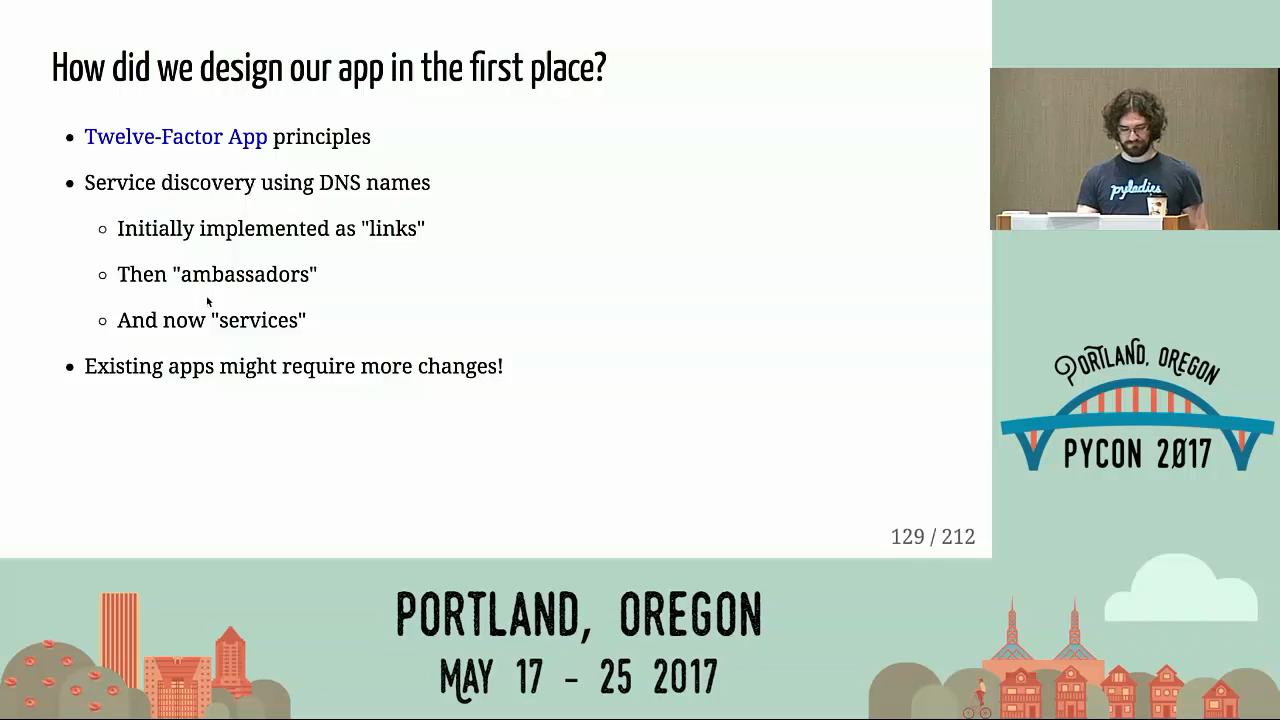 How did we design our app in the first place?
Twelve-Factor App principles
Service discovery using DNS names
Initially implemented as "links"
Then "ambassadors"
And now "services"
Existing apps might require more changes!
129 / 212
pyladies
PORTLAND, OREGON
PYCON 2017
PORTLAND, OREGON
MAY 17 - 25 2017